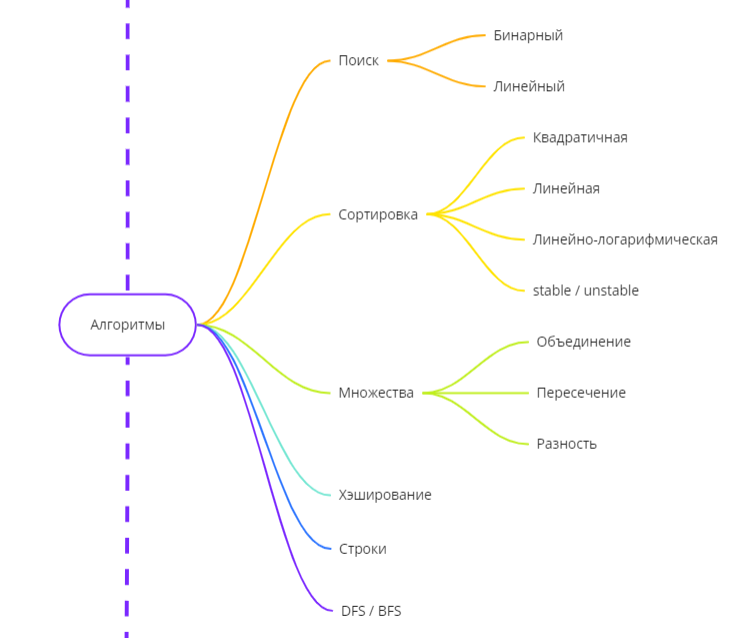 Алгоритмы
Поиск
Бинарный
Линейный
Сортировка
Квадратичная
Линейная
Линейно-логарифмическая
stable / unstable
Множества
Объединение
Пересечение
Разность
Хэширование
Строки
DFS / BFS